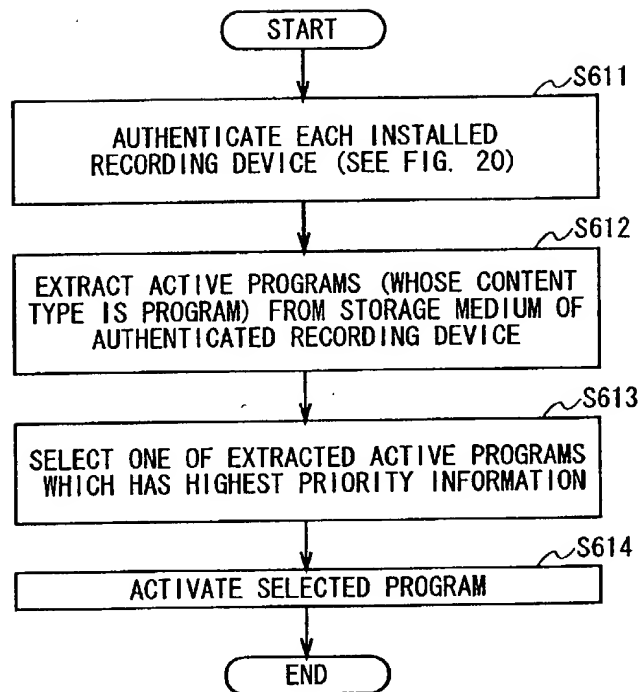 START
S611
AUTHENTICATE EACH INSTALLED
RECORDING DEVICE (SEE FIG. 20)
S612
EXTRACT ACTIVE PROGRAMS (WHOSE CONTENT
TYPE IS PROGRAM) FROM STORAGE MEDIUM OF
AUTHENTICATED RECORDING DEVICE
S613
SELECT ONE OF EXTRACTED ACTIVE PROGRAMS
WHICH HAS HIGHEST PRIORITY INFORMATION
S614
ACTIVATE SELECTED PROGRAM
END